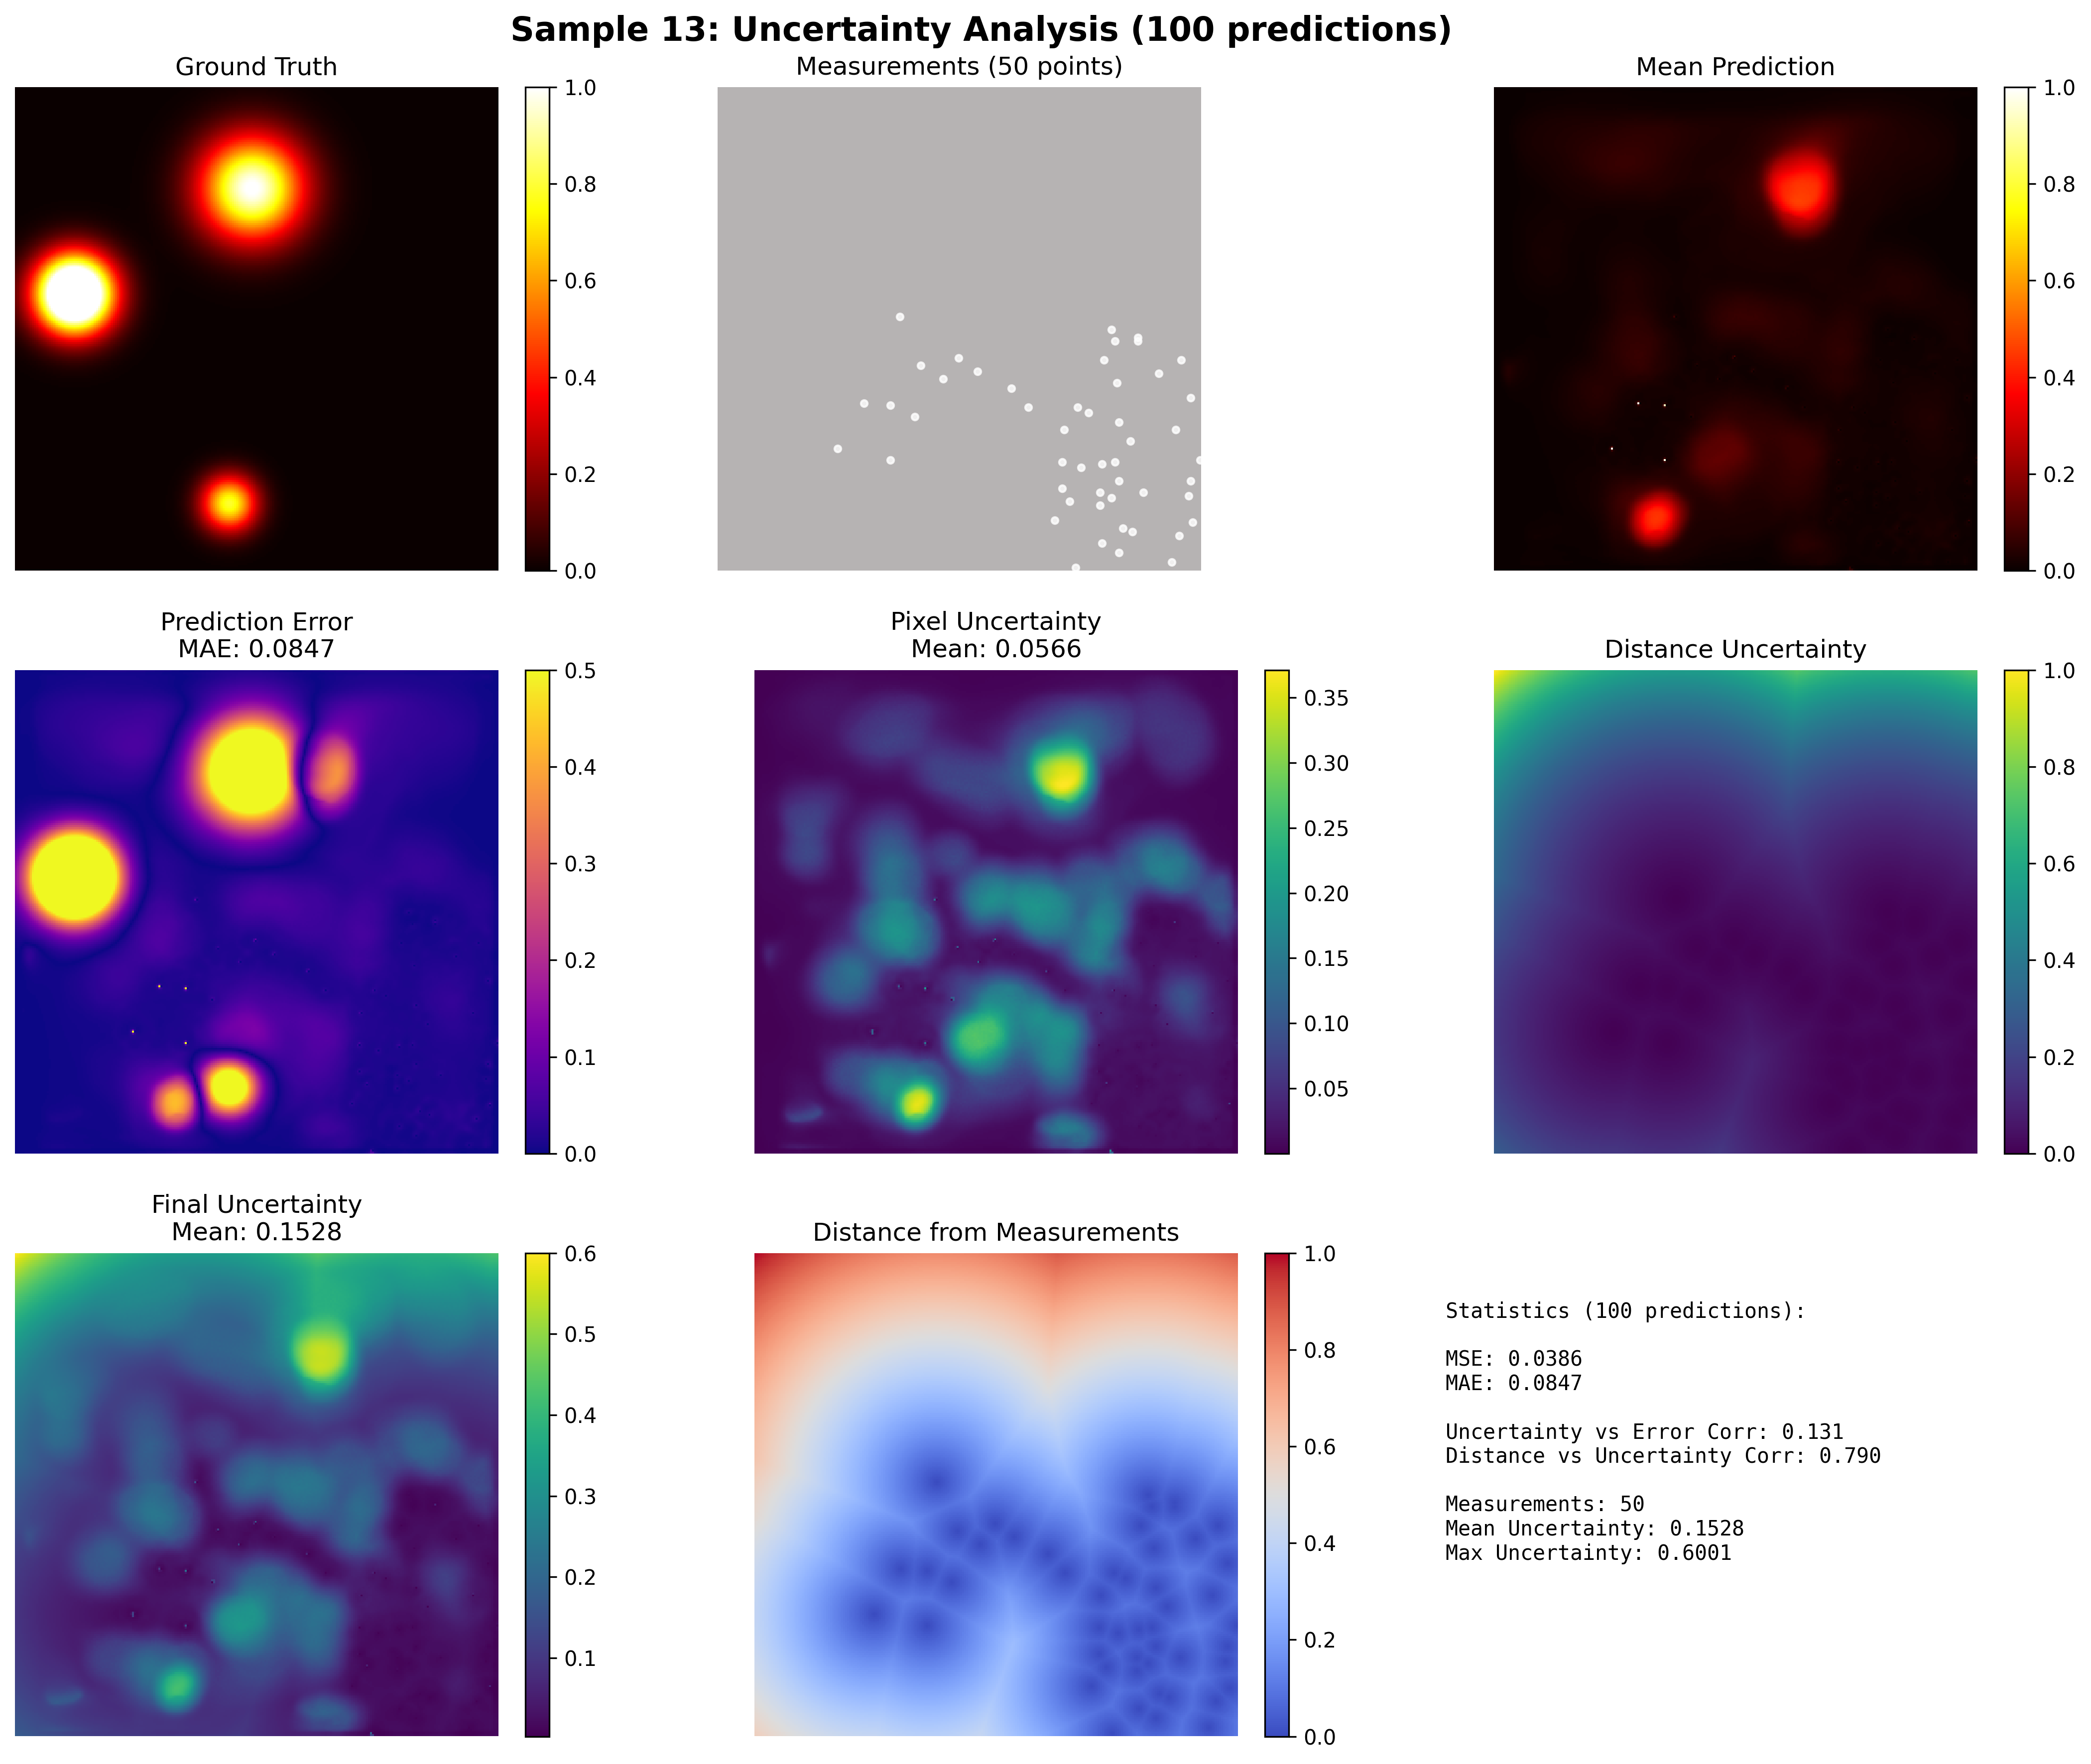 Sample 13: Uncertainty Analysis (100 predictions)
Ground Truth
1.0
0.8
0.6
0.4
0.2
0.0
Measurements (50 points)
Mean Prediction
1.0
0.8
0.6
0.4
0.2
0.0
Prediction Error
MAE: 0.0847
0.5
0.4
0.3
0.2
0.1
0.0
Pixel Uncertainty
Mean: 0.0566
0.35
0.30
0.25
0.20
0.15
0.10
0.05
Distance Uncertainty
1.0
0.8
0.6
0.4
0.2
0.0
Final Uncertainty
Mean: 0.1528
0.6
0.5
0.4
0.3
0.2
0.1
Distance from Measurements
1.0
0.8
0.6
0.4
0.2
0.0
Statistics (100 predictions):
MSE: 0.0386
MAE: 0.0847
Uncertainty vs Error Corr: 0.131
Distance vs Uncertainty Corr: 0.790
Measurements: 50
Mean Uncertainty: 0.1528
Max Uncertainty: 0.6001